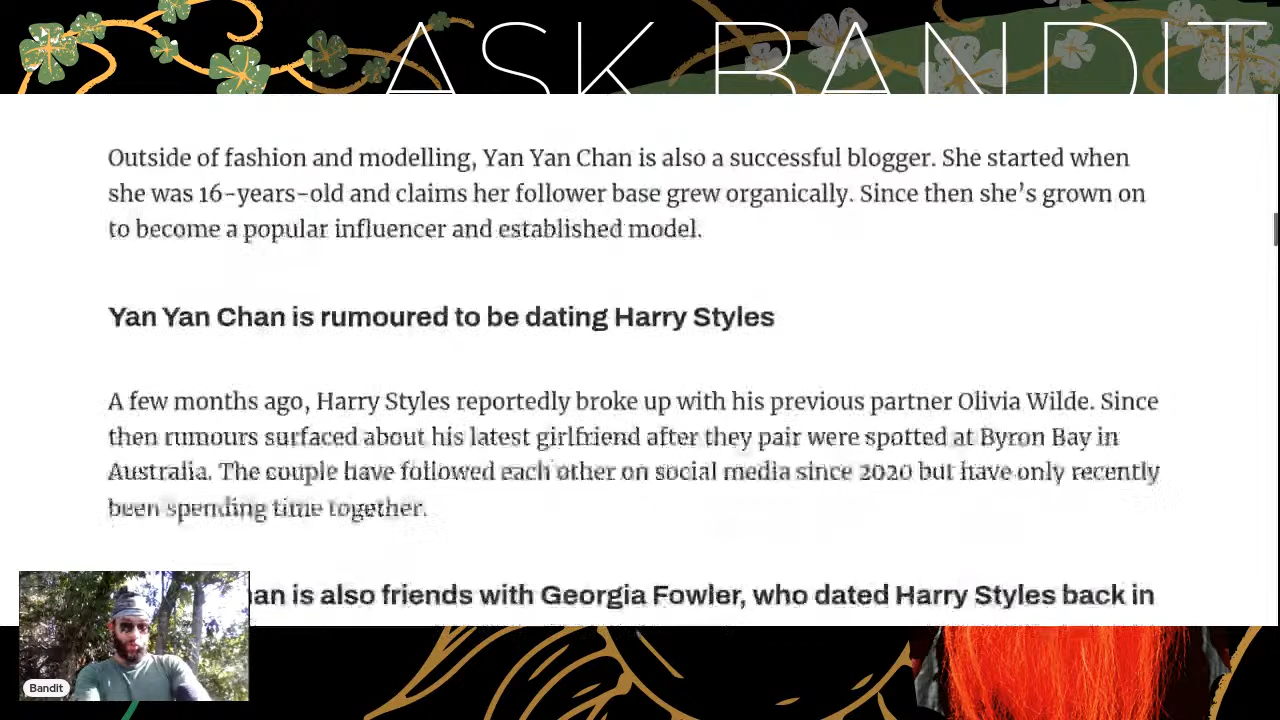 ASK BANDIT
Outside of fashion and modelling, Yan Yan Chan is also a successful blogger. She started when
she was 16-years-old and claims her follower base grew organically. Since then she’s grown on
to become a popular influencer and established model.
Yan Yan Chan is rumoured to be dating Harry Styles
A few months ago, Harry Styles reportedly broke up with his previous partner Olivia Wilde. Since
then rumours surfaced about his latest girlfriend after they pair were spotted at Byron Bay in
Australia. The couple have followed each other on social media since 2020 but have only recently
been spending time together.
an is also friends with Georgia Fowler, who dated Harry Styles back in
Bandit